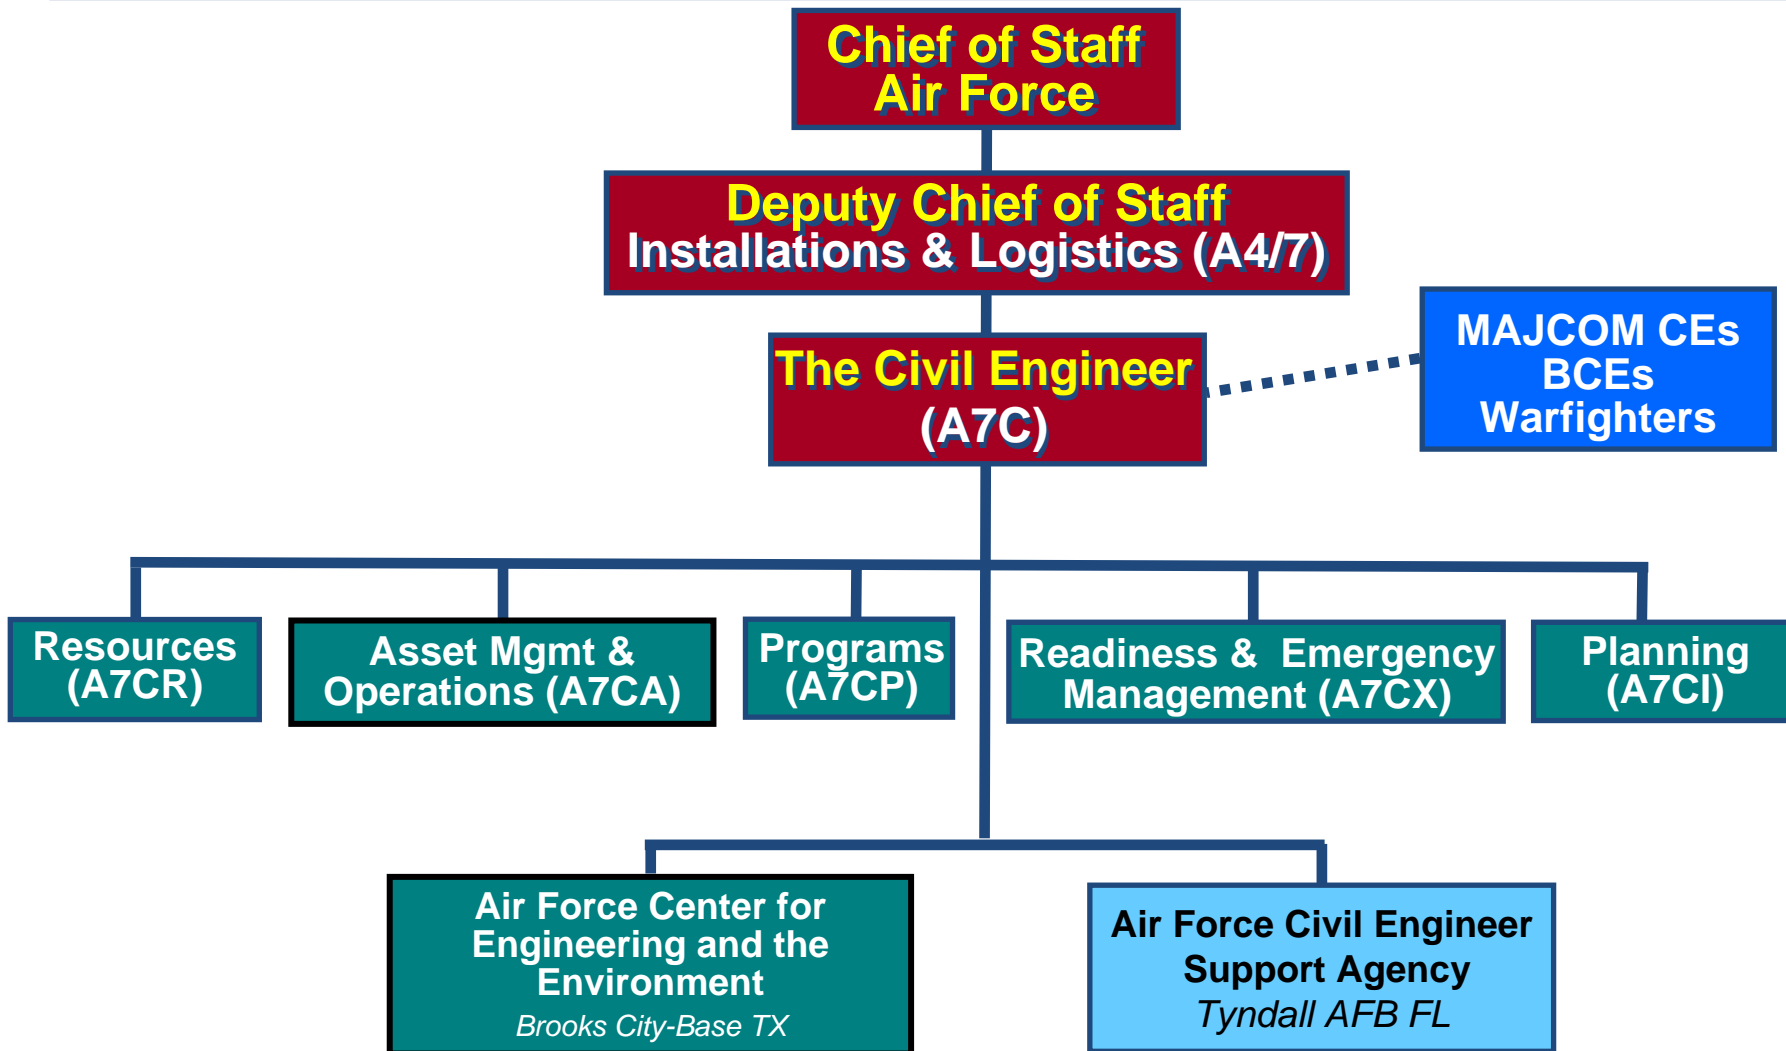 Chief of Staff
Air Force
Deputy Chief of Staff
Installations & Logistics (A4/7)
The Civil Engineer
(A7C)
MAJCOM CEs
BCEs
Warfighters
Resources
(A7CR)
Asset Mgmt &
Operations (A7CA)
Programs
(A7CP)
Readiness & Emergency
Management (A7CX)
Planning
(A7CI)
Air Force Center for
Engineering and the
Environment
Brooks City-Base TX
Air Force Civil Engineer
Support Agency
Tyndall AFB FL